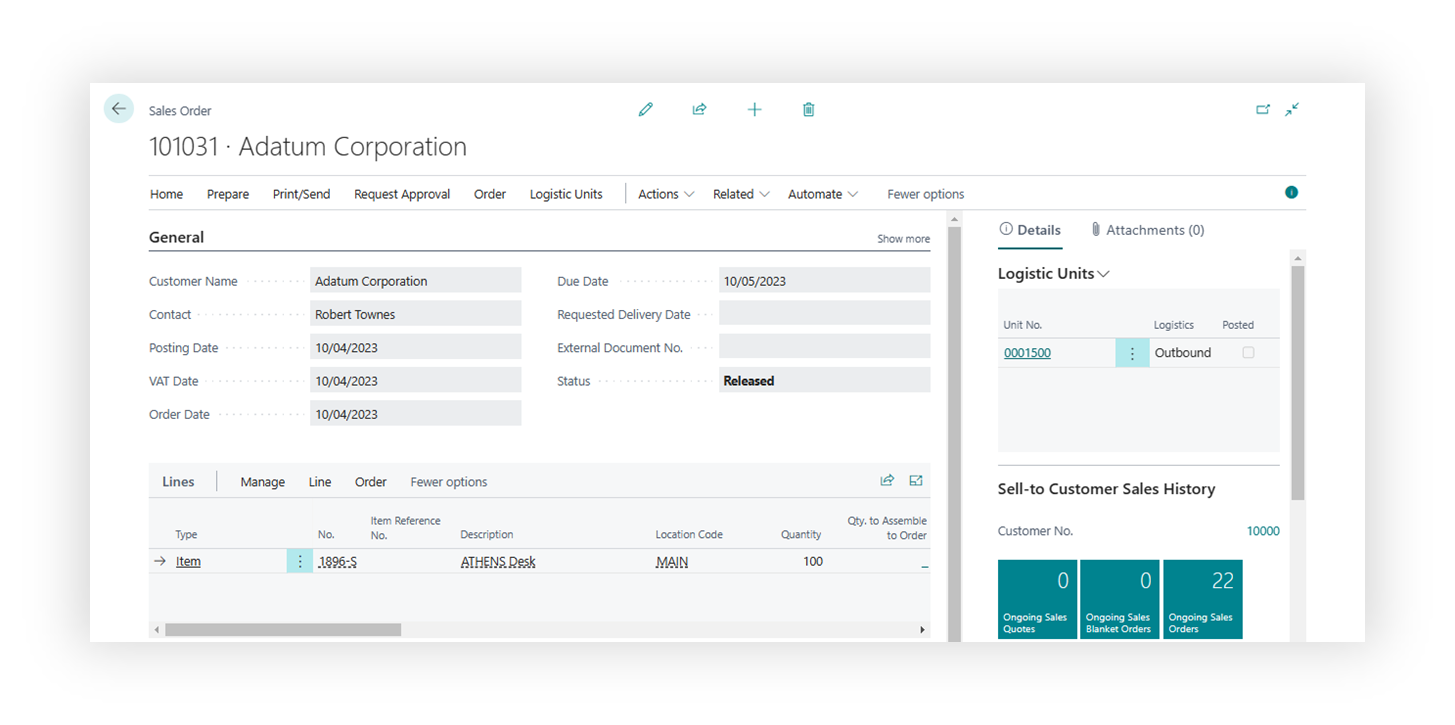 Sales Order
101031 · Adatum Corporation
Home Prepare Print/Send Request Approval Order Logistic Units Actions Related Automate Fewer options
General Show more
Customer Name Adatum Corporation Due Date 10/05/2023
Contact Robert Townes Requested Delivery Date
Posting Date 10/04/2023 External Document No.
VAT Date 10/04/2023 Status Released
Order Date 10/04/2023
Lines Manage Line Order Fewer options
Type No. Item Reference No. Description Location Code Quantity Qty. to Assemble to Order
Item 1896-S ATHENS Desk MAIN 100 _
Details Attachments (0)
Logistic Units
Unit No. Logistics Posted
0001500 Outbound
Sell-to Customer Sales History
Customer No. 10000
0 0 22
Ongoing Sales Quotes Ongoing Sales Blanket Orders Ongoing Sales Orders